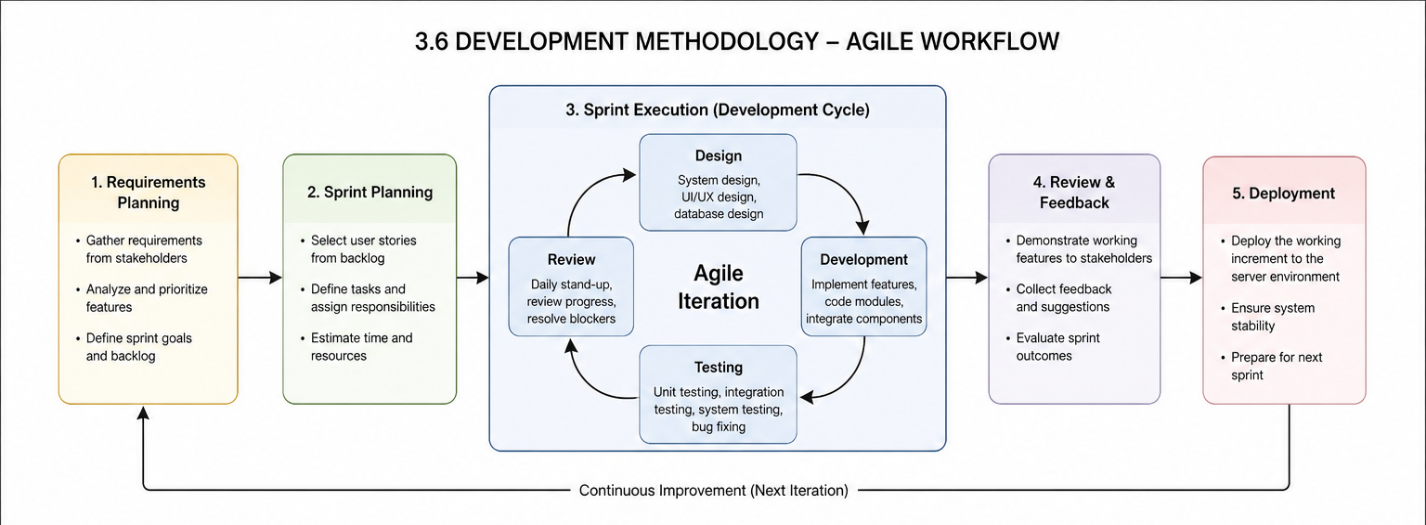 3.6 DEVELOPMENT METHODOLOGY – AGILE WORKFLOW
1. Requirements
Planning
• Gather requirements
from stakeholders
• Analyze and prioritize
features
• Define sprint goals
and backlog
2. Sprint Planning
• Select user stories
from backlog
• Define tasks and
assign responsibilities
• Estimate time and
resources
3. Sprint Execution (Development Cycle)
Design
System design,
UI/UX design,
database design
Development
Implement features,
code modules,
integrate components
Testing
Unit testing, integration
testing, system testing,
bug fixing
Review
Daily stand-up,
review progress,
resolve blockers
Agile
Iteration
4. Review &
Feedback
• Demonstrate working
features to stakeholders
• Collect feedback
and suggestions
• Evaluate sprint
outcomes
5. Deployment
• Deploy the working
increment to the
server environment
• Ensure system
stability
• Prepare for next
sprint
Continuous Improvement (Next Iteration)